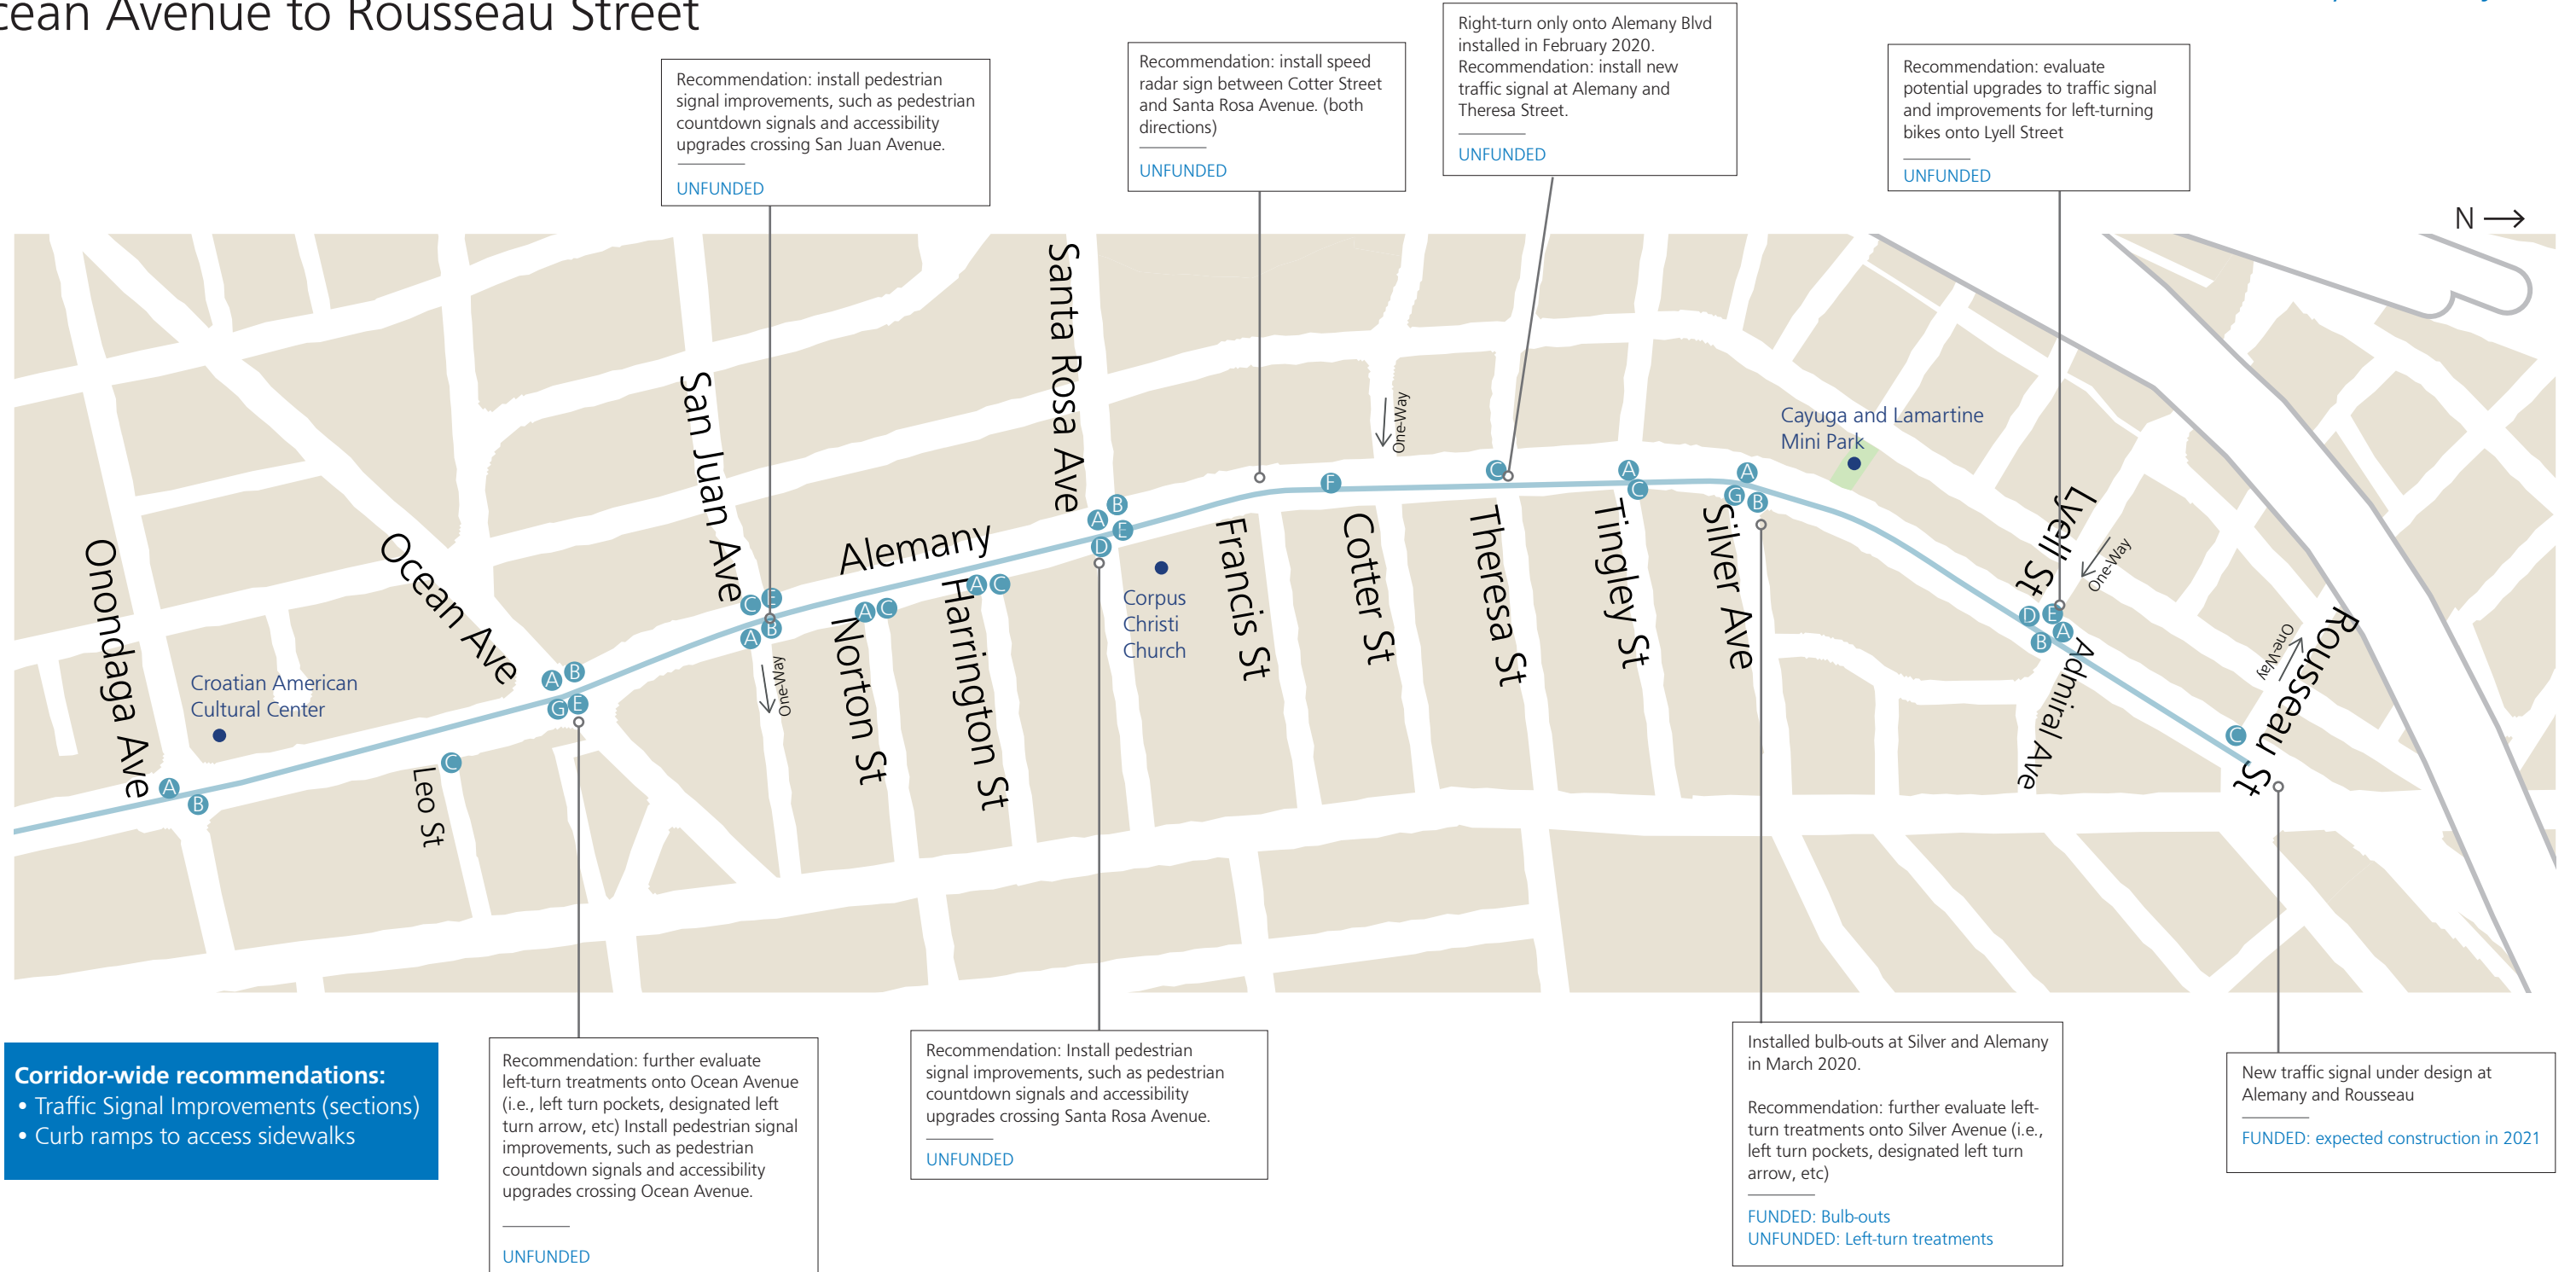 cean Avenue to Rousseau Street
Recommendation: install pedestrian
signal improvements, such as pedestrian
countdown signals and accessibility
upgrades crossing San Juan Avenue.
UNFUNDED
Recommendation: install speed
radar sign between Cotter Street
and Santa Rosa Avenue. (both
directions)
UNFUNDED
Right-turn only onto Alemany Blvd
installed in February 2020.
Recommendation: install new
traffic signal at Alemany and
Theresa Street.
UNFUNDED
Recommendation: evaluate
potential upgrades to traffic signal
and improvements for left-turning
bikes onto Lyell Street
UNFUNDED
N
Onondaga Ave
Croatian American
Cultural Center
A
B
Leo St
C
Ocean Ave
A
B
G
E
San Juan Ave
C
E
A
B
One-Way
Alemany
Norton St
A
C
Harrington St
A
C
Santa Rosa Ave
A
B
E
D
Corpus
Christi
Church
Francis St
F
Cotter St
One-Way
Theresa St
C
Tingley St
A
C
Silver Ave
A
G
B
Cayuga and Lamartine
Mini Park
Lyell St
One-Way
D
E
B
A
Admiral Ave
One-Way
Rousseau St
C
Corridor-wide recommendations:
• Traffic Signal Improvements (sections)
• Curb ramps to access sidewalks
Recommendation: further evaluate
left-turn treatments onto Ocean Avenue
(i.e., left turn pockets, designated left
turn arrow, etc) Install pedestrian signal
improvements, such as pedestrian
countdown signals and accessibility
upgrades crossing Ocean Avenue.
UNFUNDED
Recommendation: Install pedestrian
signal improvements, such as pedestrian
countdown signals and accessibility
upgrades crossing Santa Rosa Avenue.
UNFUNDED
Installed bulb-outs at Silver and Alemany
in March 2020.
Recommendation: further evaluate left-
turn treatments onto Silver Avenue (i.e.,
left turn pockets, designated left turn
arrow, etc)
FUNDED: Bulb-outs
UNFUNDED: Left-turn treatments
New traffic signal under design at
Alemany and Rousseau
FUNDED: expected construction in 2021